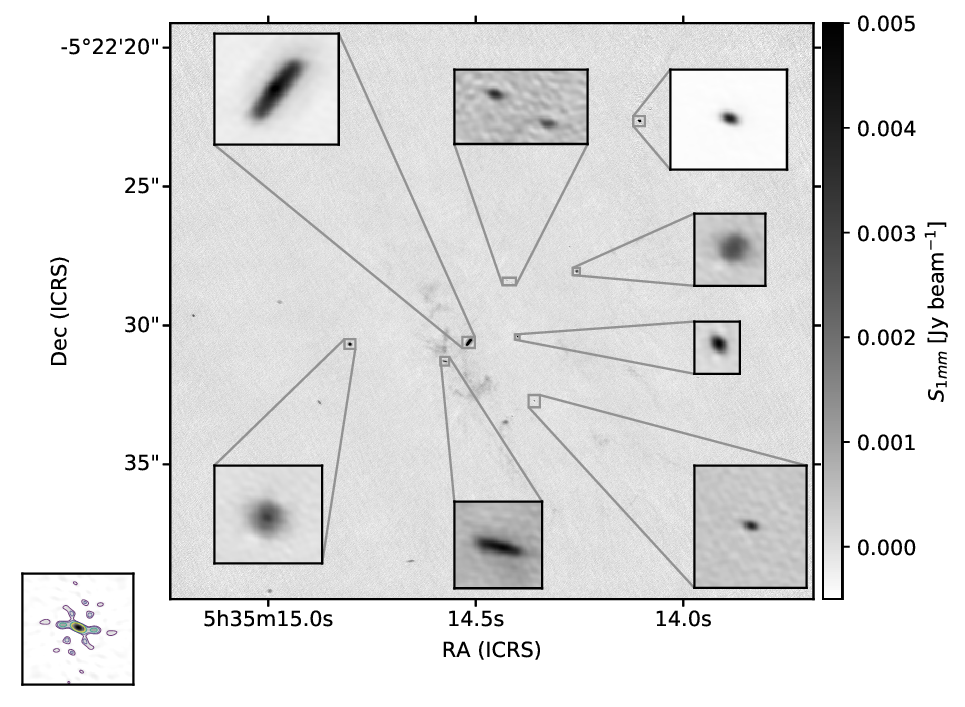 -5°22'20"
25"
30"
35"
Dec (ICRS)
5h35m15.0s
14.5s
14.0s
RA (ICRS)
0.005
0.004
0.003
0.002
0.001
0.000
S₁ₘₘ [Jy beam⁻¹]